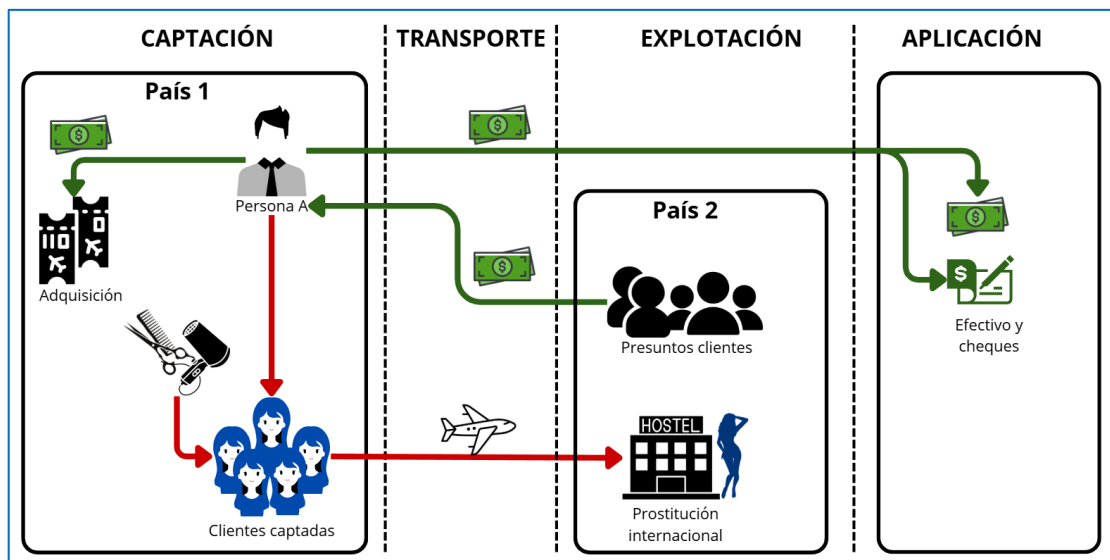 CAPTACIÓN
TRANSPORTE
EXPLOTACIÓN
APLICACIÓN
País 1
Persona A
Adquisición
País 2
Presuntos clientes
Efectivo y
cheques
HOSTEL
Clientes captadas
Prostitución
internacional